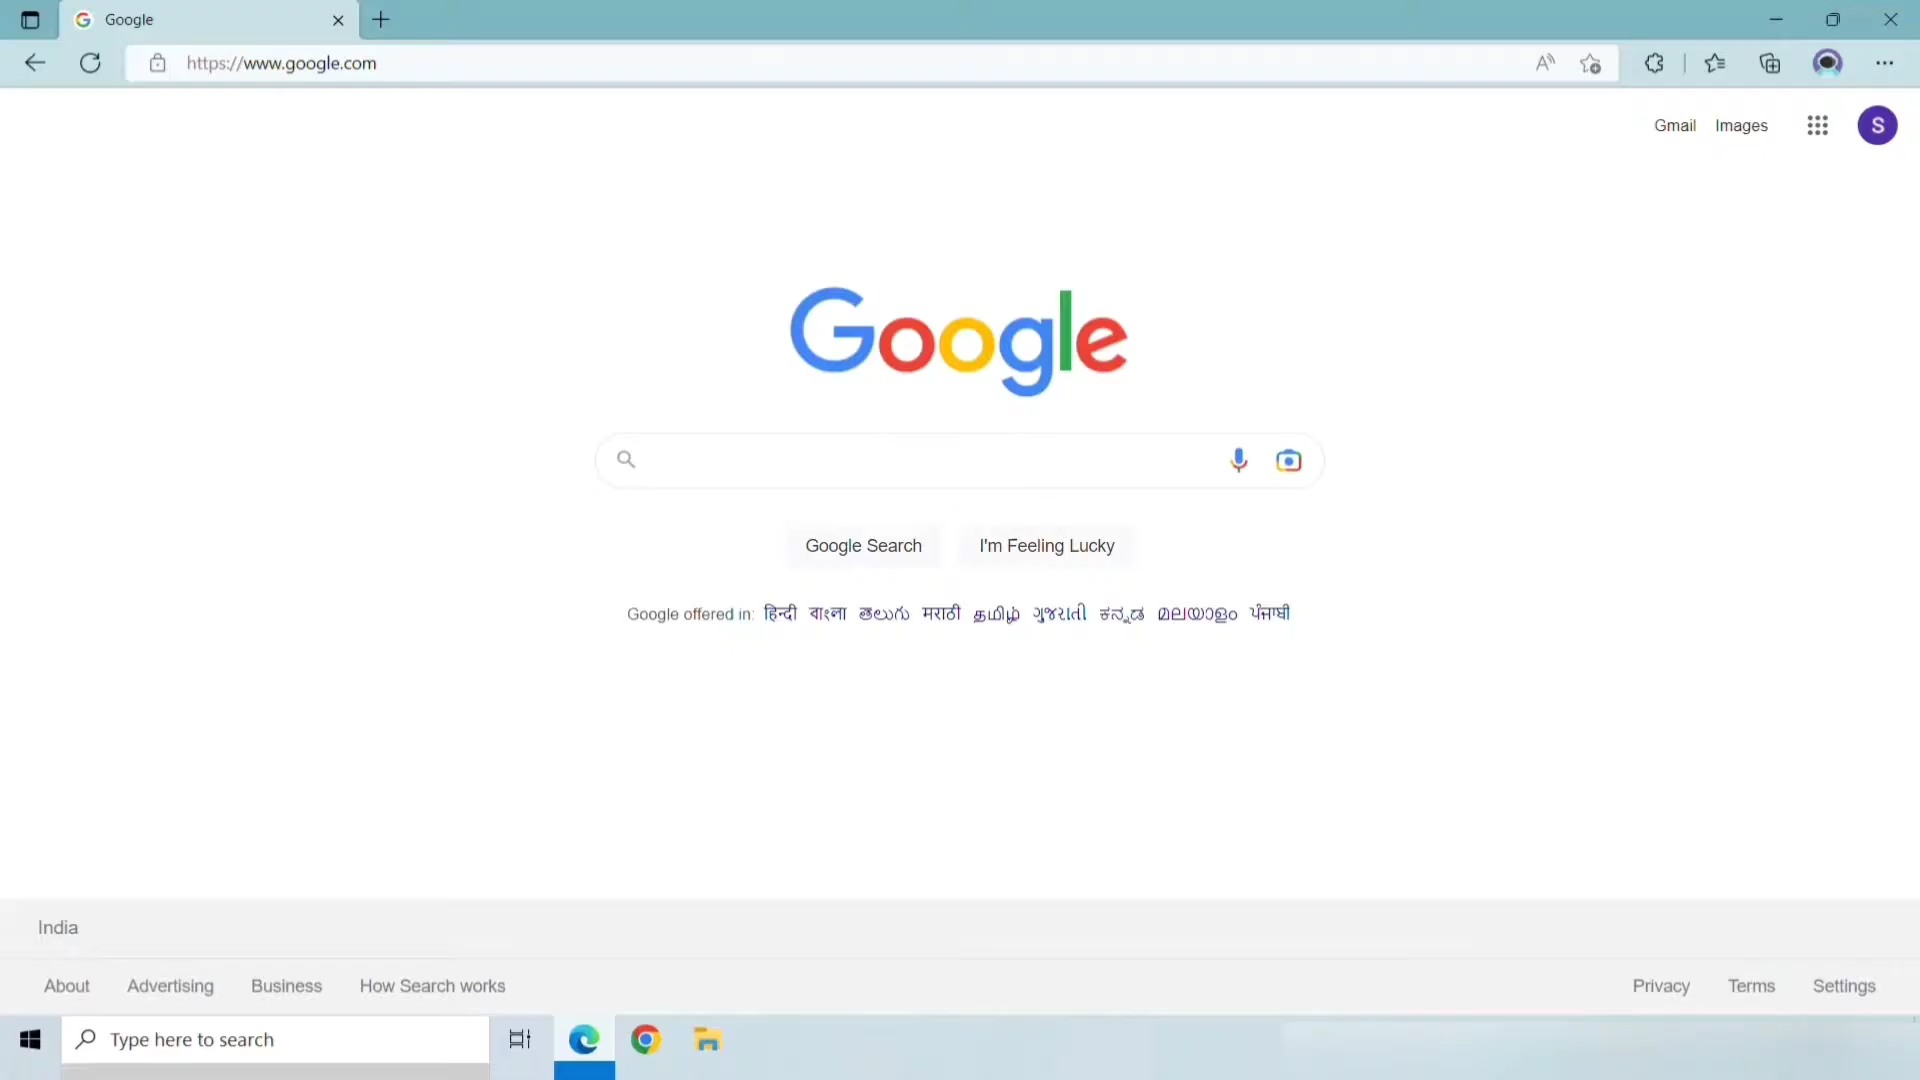 Google
https://www.google.com
Gmail Images S
Google
Google Search I'm Feeling Lucky
Google offered in: हिन्दी বাংলা తెలుగు मराठी தமிழ் ગુજરાતી ಕನ್ನಡ മലയാളം ਪੰਜਾਬੀ
India
About Advertising Business How Search works Privacy Terms Settings
Type here to search